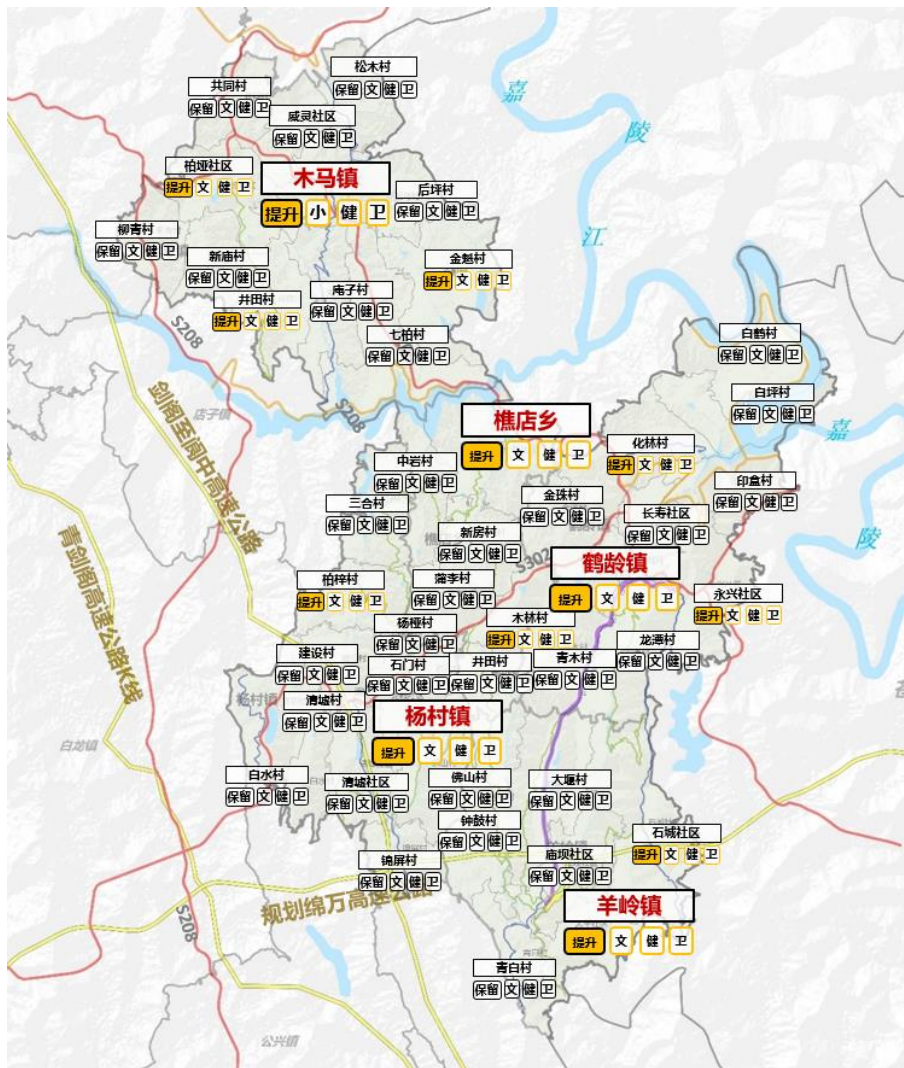 松木村
保留 文 健 卫
共同村
保留 文 健 卫
威灵社区
保留 文 健 卫
嘉
陵
江
柏垭社区
提升 文 健 卫
木马镇
提升 小 健 卫
后坪村
保留 文 健 卫
柳青村
保留 文 健 卫
新庙村
保留 文 健 卫
金魁村
提升 文 健 卫
井田村
提升 文 健 卫
庵子村
保留 文 健 卫
七柏村
保留 文 健 卫
S208
S208
白鹤村
保留 文 健 卫
白坪村
保留 文 健 卫
剑阁至阆中高速公路
店子镇
樵店乡
提升 文 健 卫
嘉
陵
化林村
提升 文 健 卫
中岩村
保留 文 健 卫
印盒村
保留 文 健 卫
金珠村
保留 文 健 卫
三合村
保留 文 健 卫
长寿社区
保留 文 健 卫
新房村
保留 文 健 卫
S302
青剑阁高速公路长线
鹤龄镇
提升 文 健 卫
柏梓村
提升 文 健 卫
蒲李村
保留 文 健 卫
永兴社区
提升 文 健 卫
杨桠村
保留 文 健 卫
木林村
提升 文 健 卫
龙潭村
保留 文 健 卫
建设村
保留 文 健 卫
石门村
保留 文 健 卫
井田村
保留 文 健 卫
青木村
保留 文 健 卫
杨村镇
清墟村
保留 文 健 卫
杨村镇
提升 文 健 卫
白龙镇
白水村
保留 文 健 卫
清墟社区
保留 文 健 卫
佛山村
保留 文 健 卫
大堰村
保留 文 健 卫
钟鼓村
保留 文 健 卫
石城社区
提升 文 健 卫
锦屏村
保留 文 健 卫
庙坝社区
保留 文 健 卫
规划绵万高速公路
S208
羊岭镇
提升 文 健 卫
青白村
保留 文 健 卫
公兴镇